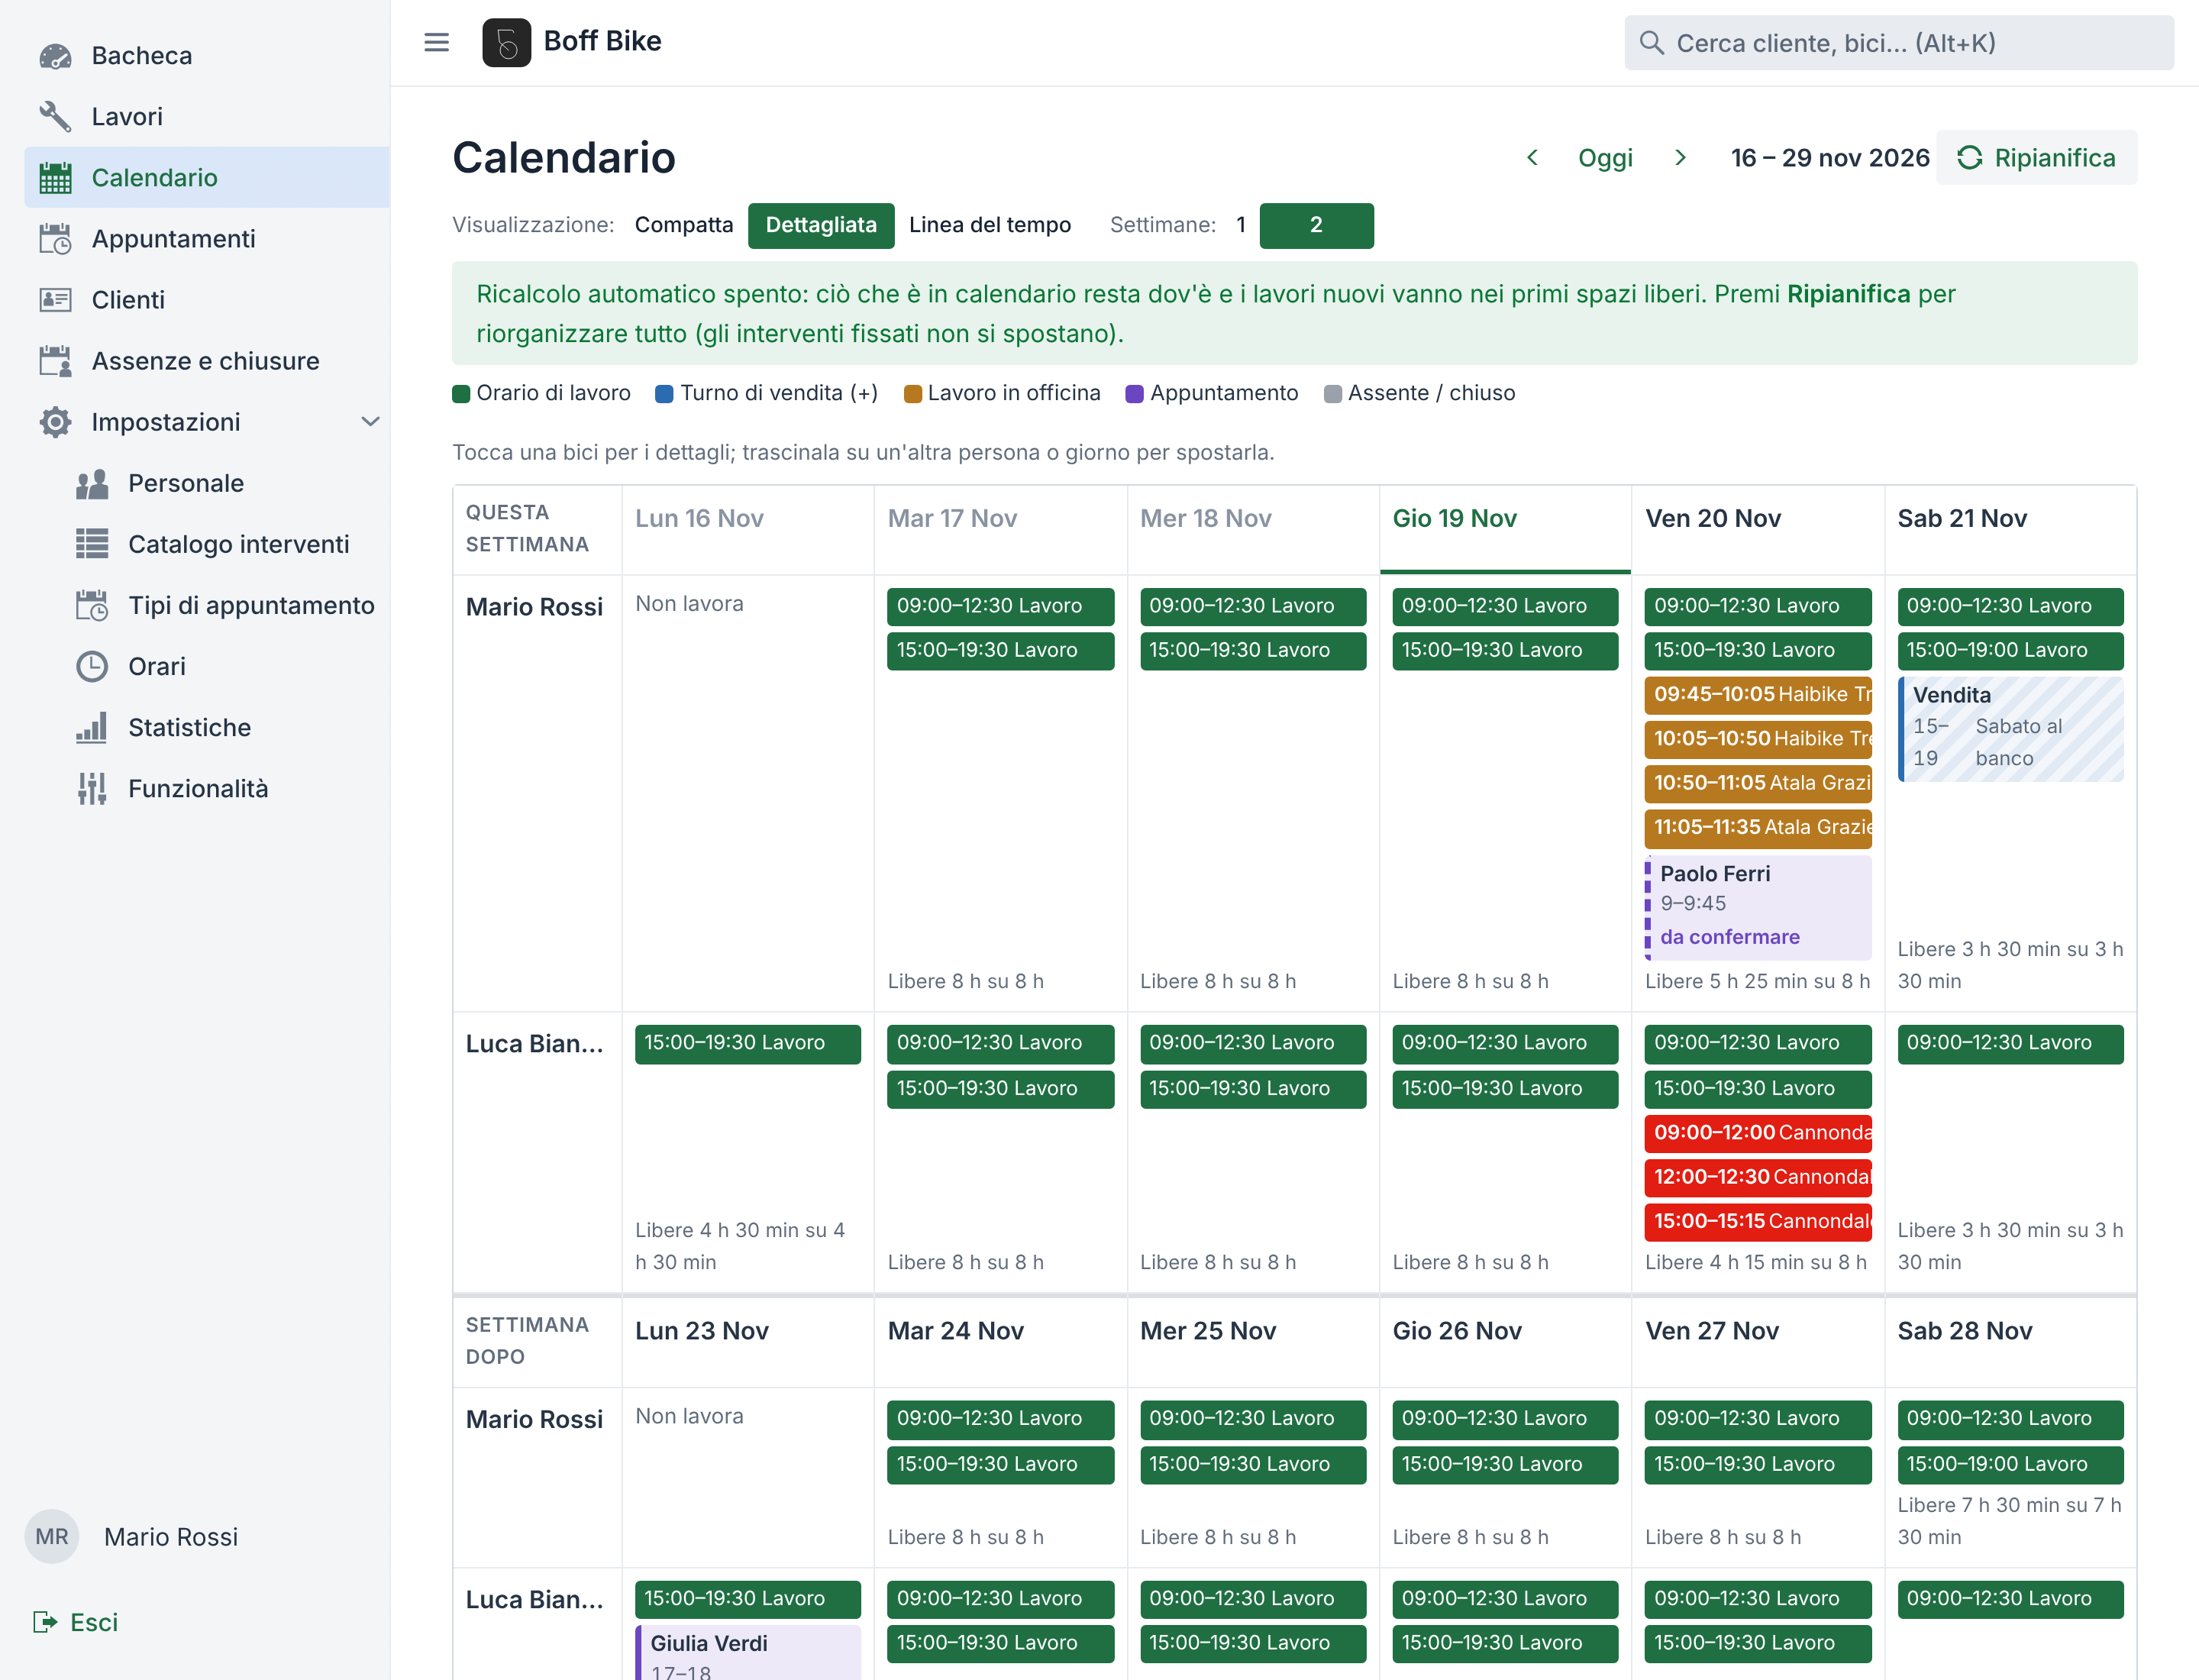 Bacheca
Lavori
Calendario
Appuntamenti
Clienti
Assenze e chiusure
Impostazioni
Personale
Catalogo interventi
Tipi di appuntamento
Orari
Statistiche
Funzionalità
MR Mario Rossi
Esci
Boff Bike
Cerca cliente, bici... (Alt+K)
Calendario
Oggi
16 – 29 nov 2026
Ripianifica
Visualizzazione: Compatta Dettagliata Linea del tempo Settimane: 1 2
Ricalcolo automatico spento: ciò che è in calendario resta dov'è e i lavori nuovi vanno nei primi spazi liberi. Premi Ripianifica per
riorganizzare tutto (gli interventi fissati non si spostano).
Orario di lavoro Turno di vendita (+) Lavoro in officina Appuntamento Assente / chiuso
Tocca una bici per i dettagli; trascinala su un'altra persona o giorno per spostarla.
QUESTA
SETTIMANA
Lun 16 Nov
Mar 17 Nov
Mer 18 Nov
Gio 19 Nov
Ven 20 Nov
Sab 21 Nov
Mario Rossi
Non lavora
09:00–12:30 Lavoro
15:00–19:30 Lavoro
Libere 8 h su 8 h
09:00–12:30 Lavoro
15:00–19:30 Lavoro
Libere 8 h su 8 h
09:00–12:30 Lavoro
15:00–19:30 Lavoro
Libere 8 h su 8 h
09:00–12:30 Lavoro
15:00–19:30 Lavoro
09:45–10:05 Haibike Tr
10:05–10:50 Haibike Tre
10:50–11:05 Atala Grazi
11:05–11:35 Atala Grazie
Paolo Ferri
9–9:45
da confermare
Libere 5 h 25 min su 8 h
09:00–12:30 Lavoro
15:00–19:00 Lavoro
Vendita
15– Sabato al
19 banco
Libere 3 h 30 min su 3 h
30 min
Luca Bian...
15:00–19:30 Lavoro
Libere 4 h 30 min su 4
h 30 min
09:00–12:30 Lavoro
15:00–19:30 Lavoro
Libere 8 h su 8 h
09:00–12:30 Lavoro
15:00–19:30 Lavoro
Libere 8 h su 8 h
09:00–12:30 Lavoro
15:00–19:30 Lavoro
Libere 8 h su 8 h
09:00–12:30 Lavoro
15:00–19:30 Lavoro
09:00–12:00 Cannonda
12:00–12:30 Cannondal
15:00–15:15 Cannondale
Libere 4 h 15 min su 8 h
09:00–12:30 Lavoro
Libere 3 h 30 min su 3 h
30 min
SETTIMANA
DOPO
Lun 23 Nov
Mar 24 Nov
Mer 25 Nov
Gio 26 Nov
Ven 27 Nov
Sab 28 Nov
Mario Rossi
Non lavora
09:00–12:30 Lavoro
15:00–19:30 Lavoro
Libere 8 h su 8 h
09:00–12:30 Lavoro
15:00–19:30 Lavoro
Libere 8 h su 8 h
09:00–12:30 Lavoro
15:00–19:30 Lavoro
Libere 8 h su 8 h
09:00–12:30 Lavoro
15:00–19:30 Lavoro
Libere 8 h su 8 h
09:00–12:30 Lavoro
15:00–19:00 Lavoro
Libere 7 h 30 min su 7 h
30 min
Luca Bian...
15:00–19:30 Lavoro
Giulia Verdi
17–18
09:00–12:30 Lavoro
15:00–19:30 Lavoro
09:00–12:30 Lavoro
15:00–19:30 Lavoro
09:00–12:30 Lavoro
15:00–19:30 Lavoro
09:00–12:30 Lavoro
15:00–19:30 Lavoro
09:00–12:30 Lavoro